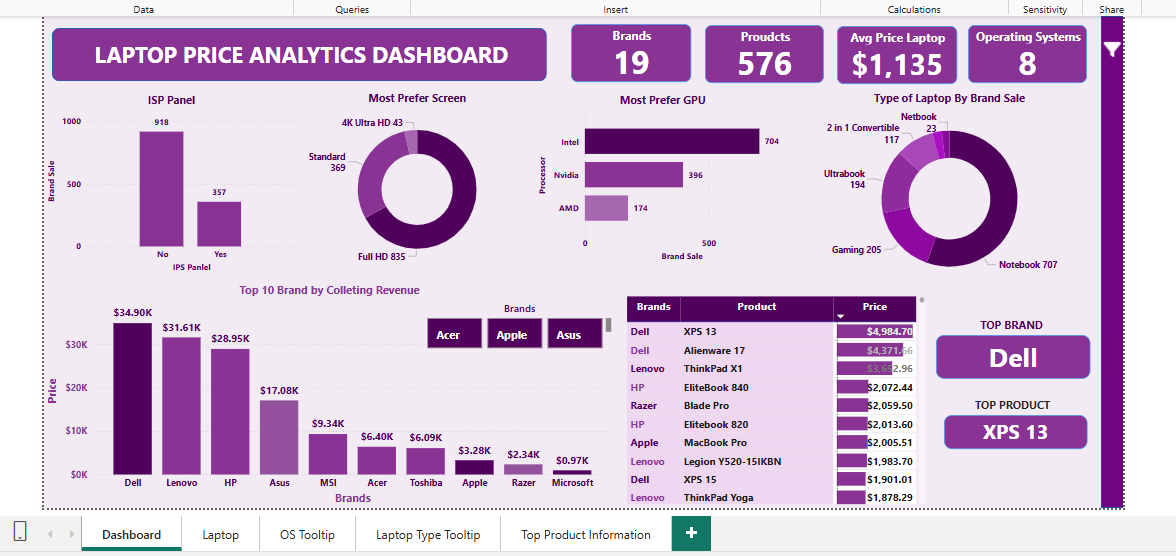 Data Queries Insert Calculations Sensitivity Share
LAPTOP PRICE ANALYTICS DASHBOARD
Brands
19
Proudcts
576
Avg Price Laptop
$1,135
Operating Systems
8
ISP Panel
1000
500
0
Brand Sale
918
357
No
Yes
IPS Panlel
Most Prefer Screen
4K Ultra HD 43
Standard
369
Full HD 835
Most Prefer GPU
Processor
Intel
704
Nvidia
396
AMD
174
0
500
Brand Sale
Type of Laptop By Brand Sale
Netbook
23
2 in 1 Convertible
117
Ultrabook
194
Gaming 205
Notebook 707
Top 10 Brand by Colleting Revenue
Price
$30K
$20K
$10K
$0K
$34.90K
$31.61K
$28.95K
$17.08K
$9.34K
$6.40K
$6.09K
$3.28K
$2.34K
$0.97K
Dell Lenovo HP Asus MSI Acer Toshiba Apple Razer Microsoft
Brands
Brands
Acer Apple Asus
Brands Product Price
Dell XPS 13 $4,984.70
Dell Alienware 17 $4,371.66
Lenovo ThinkPad X1 $3,652.96
HP EliteBook 840 $2,072.44
Razer Blade Pro $2,059.50
HP Elitebook 820 $2,013.60
Apple MacBook Pro $2,005.51
Lenovo Legion Y520-15IKBN $1,983.70
Dell XPS 15 $1,901.01
Lenovo ThinkPad Yoga $1,878.29
TOP BRAND
Dell
TOP PRODUCT
XPS 13
Dashboard Laptop OS Tooltip Laptop Type Tooltip Top Product Information +